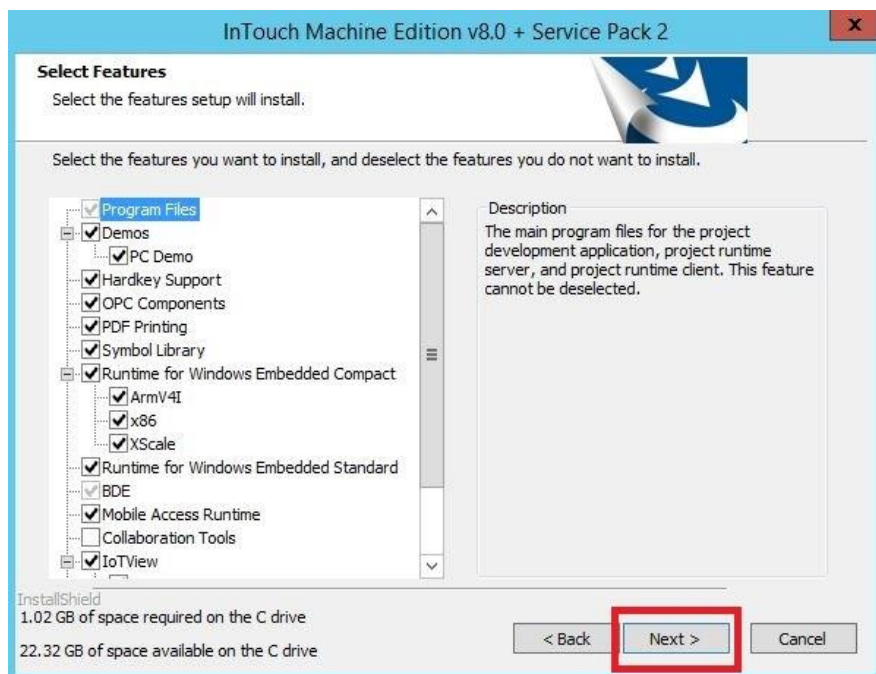 InTouch Machine Edition v8.0 + Service Pack 2
x
Select Features
Select the features setup will install.
Select the features you want to install, and deselect the features you do not want to install.
Program Files
Demos
PC Demo
Hardkey Support
OPC Components
PDF Printing
Symbol Library
Runtime for Windows Embedded Compact
ArmV4I
x86
XScale
Runtime for Windows Embedded Standard
BDE
Mobile Access Runtime
Collaboration Tools
IoTView
Description
The main program files for the project
development application, project runtime
server, and project runtime client. This feature
cannot be deselected.
InstallShield
1.02 GB of space required on the C drive
22.32 GB of space available on the C drive
< Back
Next >
Cancel